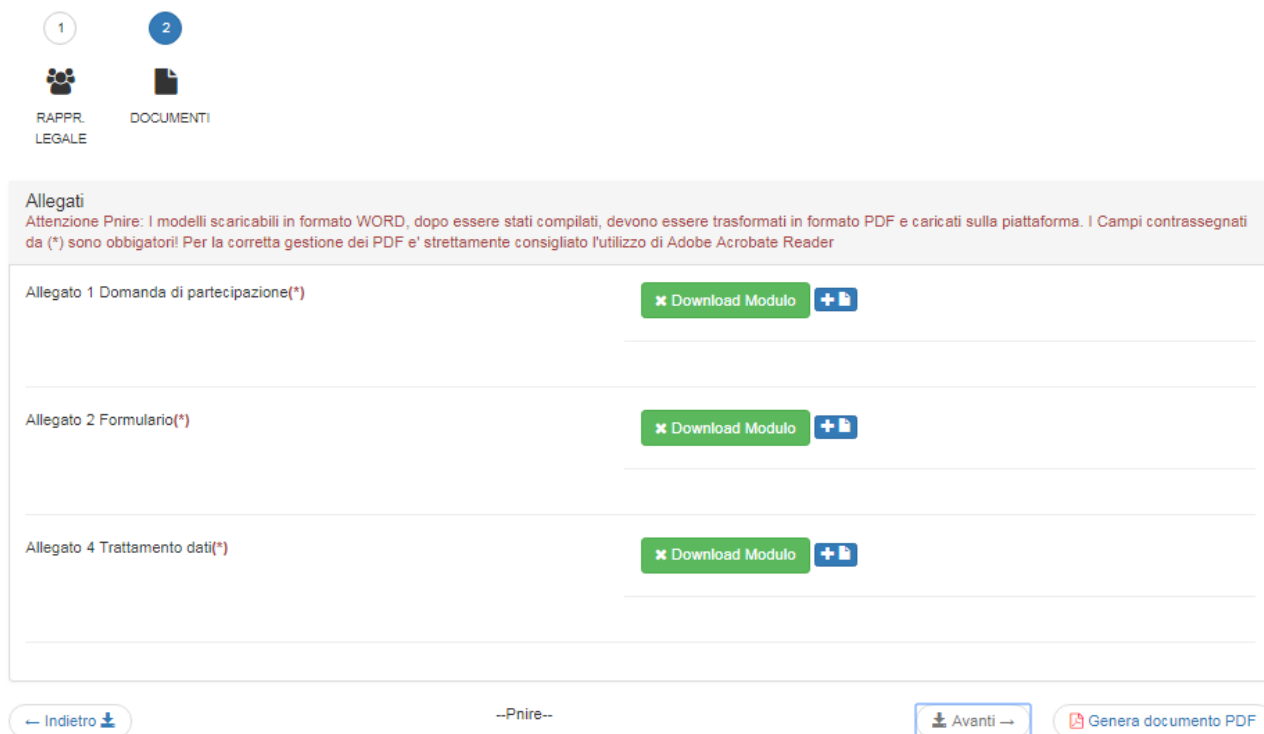 1 2
RAPPR. LEGALE
DOCUMENTI
Allegati
Attenzione Pnire: I modelli scaricabili in formato WORD, dopo essere stati compilati, devono essere trasformati in formato PDF e caricati sulla piattaforma. I Campi contrassegnati
da (*) sono obbigatori! Per la corretta gestione dei PDF e' strettamente consigliato l'utilizzo di Adobe Acrobate Reader
Allegato 1 Domanda di partecipazione(*) Download Modulo
Allegato 2 Formulario(*) Download Modulo
Allegato 4 Trattamento dati(*) Download Modulo
← Indietro --Pnire-- Avanti → Genera documento PDF